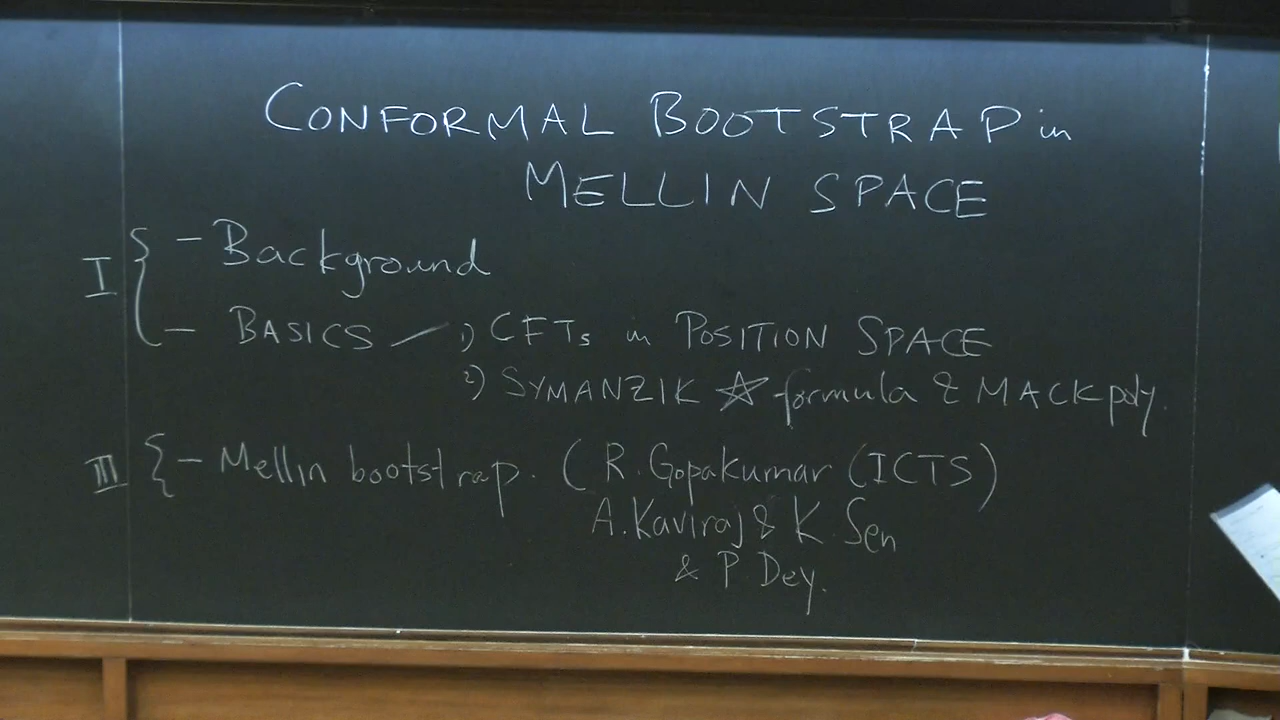 CONFORMAL BOOTSTRAP in
MELLIN SPACE
I { - Background
- BASICS - 1) CFTs in POSITION SPACE
2) SYMANZIK ☆ formula & MACK poly.
III { - Mellin bootstrap. (R. Gopakumar (ICTS)
A. Kaviraj & K. Sen
& P. Dey.